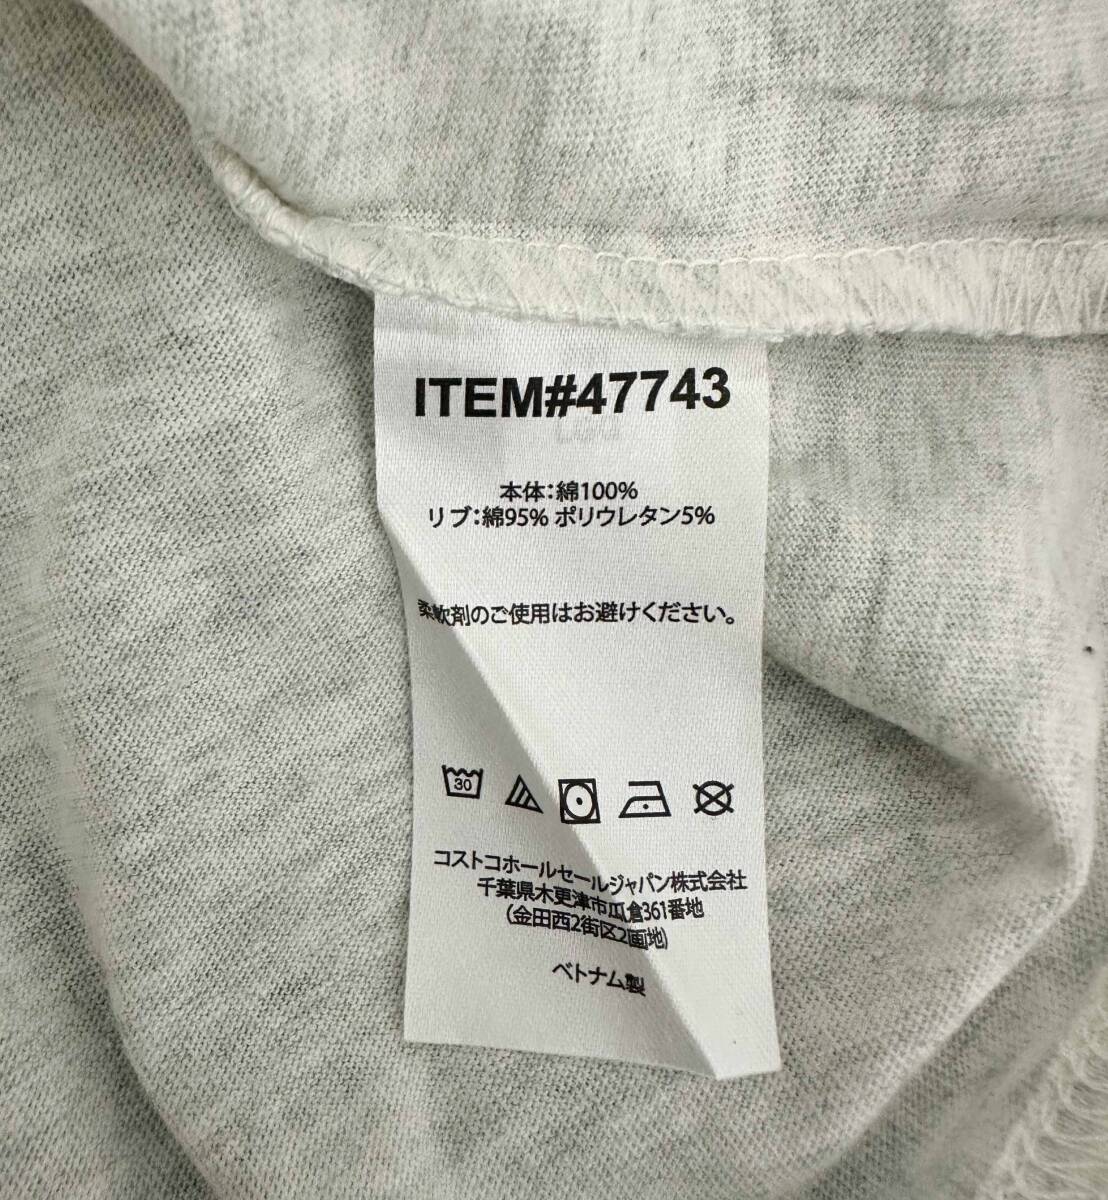 ITEM#47743
本体:綿100%
リブ:綿95% ポリウレタン5%
柔軟剤のご使用はお避けください。
30
コストコホールセールジャパン株式会社
千葉県木更津市瓜倉361番地
(金田西2街区2画地)
ベトナム製